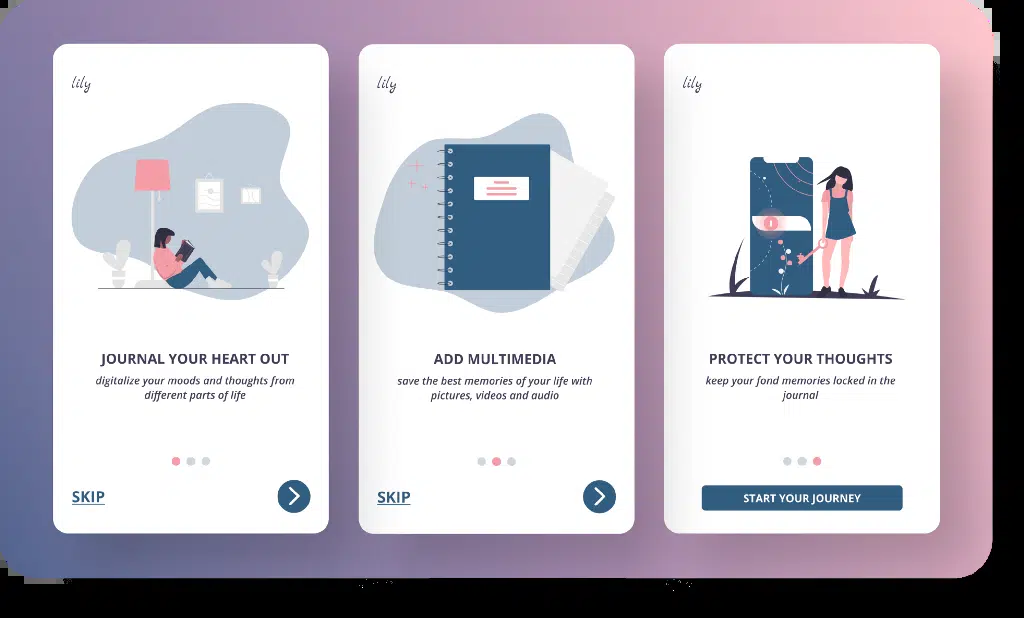 lily
JOURNAL YOUR HEART OUT
digitalize your moods and thoughts from
different parts of life
SKIP
lily
ADD MULTIMEDIA
save the best memories of your life with
pictures, videos and audio
SKIP
lily
PROTECT YOUR THOUGHTS
keep your fond memories locked in the
journal
START YOUR JOURNEY